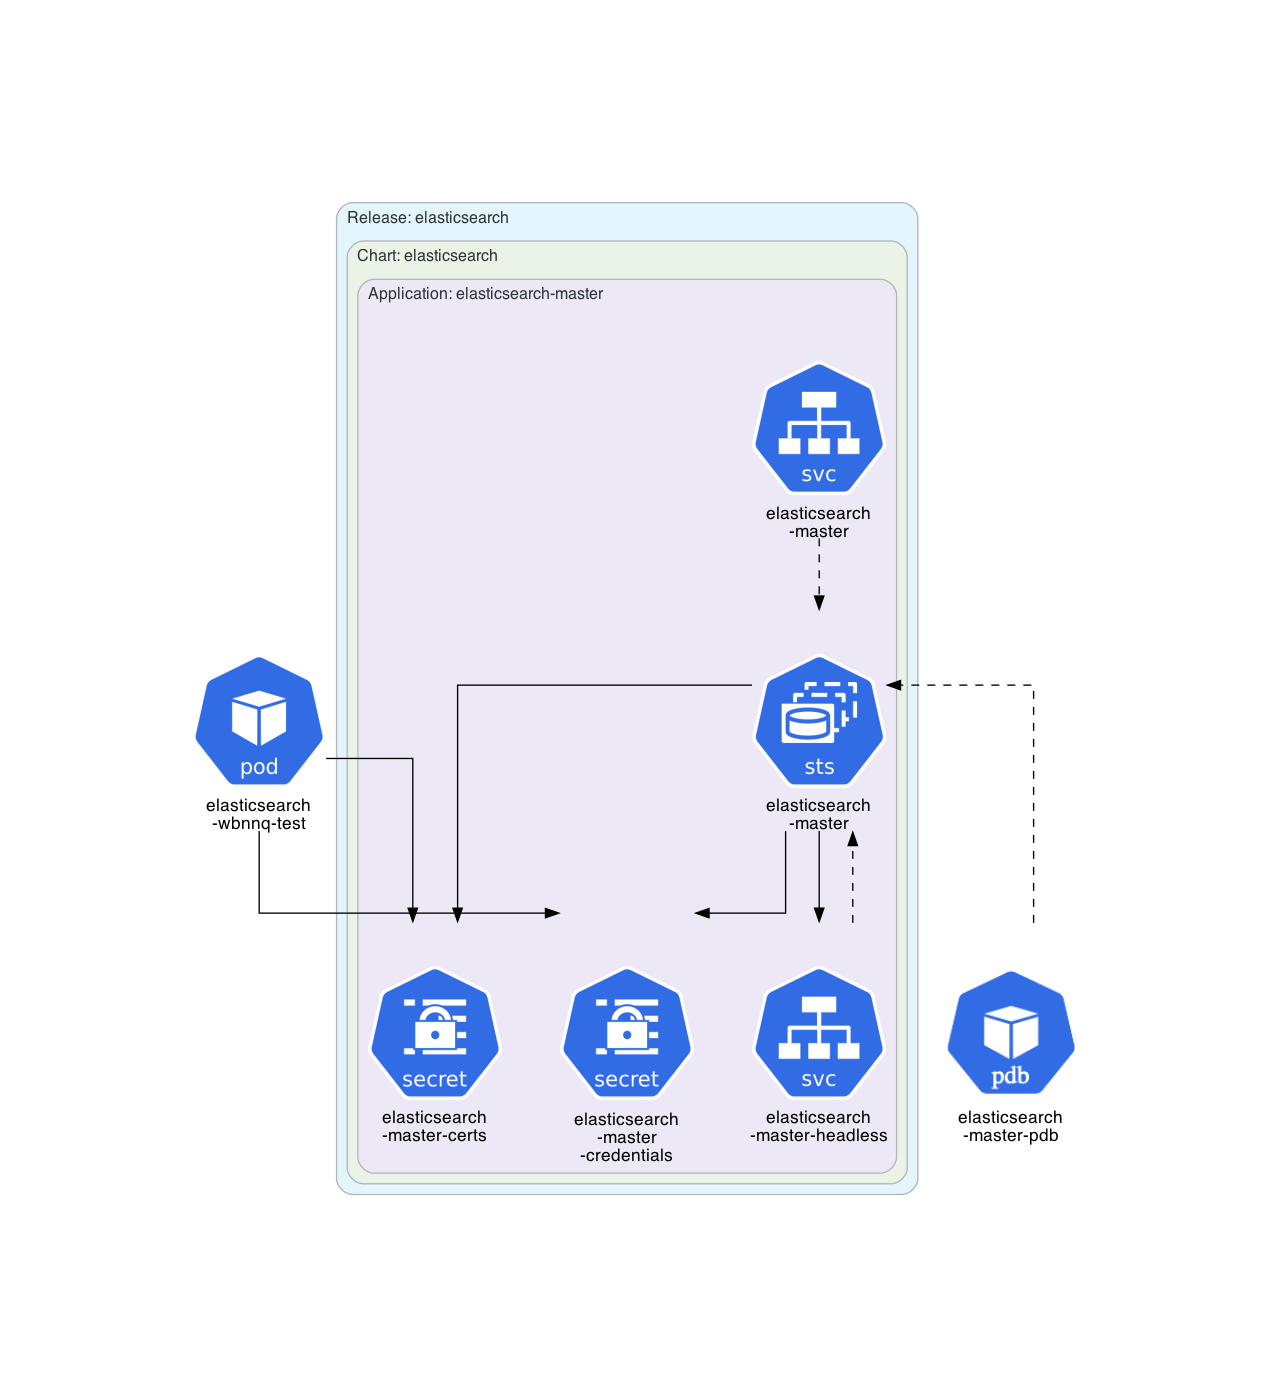 Release: elasticsearch
Chart: elasticsearch
Application: elasticsearch-master
svc
elasticsearch
-master
pod
elasticsearch
-wbnnq-test
sts
elasticsearch
-master
secret
elasticsearch
-master-certs
secret
elasticsearch
-master
-credentials
svc
elasticsearch
-master-headless
pdb
elasticsearch
-master-pdb